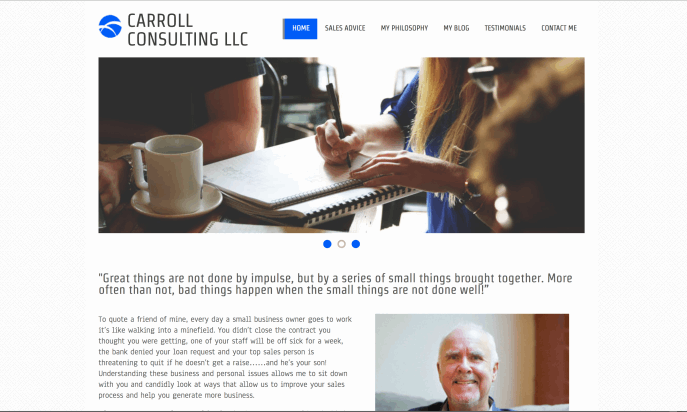 CARROLL
CONSULTING LLC
HOME SALES ADVICE MY PHILOSOPHY MY BLOG TESTIMONIALS CONTACT ME
"Great things are not done by impulse, but by a series of small things brought together. More
often than not, bad things happen when the small things are not done well!"
To quote a friend of mine, every day a small business owner goes to work
it's like walking into a minefield. You didn't close the contract you
thought you were getting, one of your staff will be off sick for a week,
the bank denied your loan request and your top sales person is
threatening to quit if he doesn't get a raise......and he's your son!
Understanding these business and personal issues allows me to sit down
with you and candidly look at ways that allow us to improve your sales
process and help you generate more business.